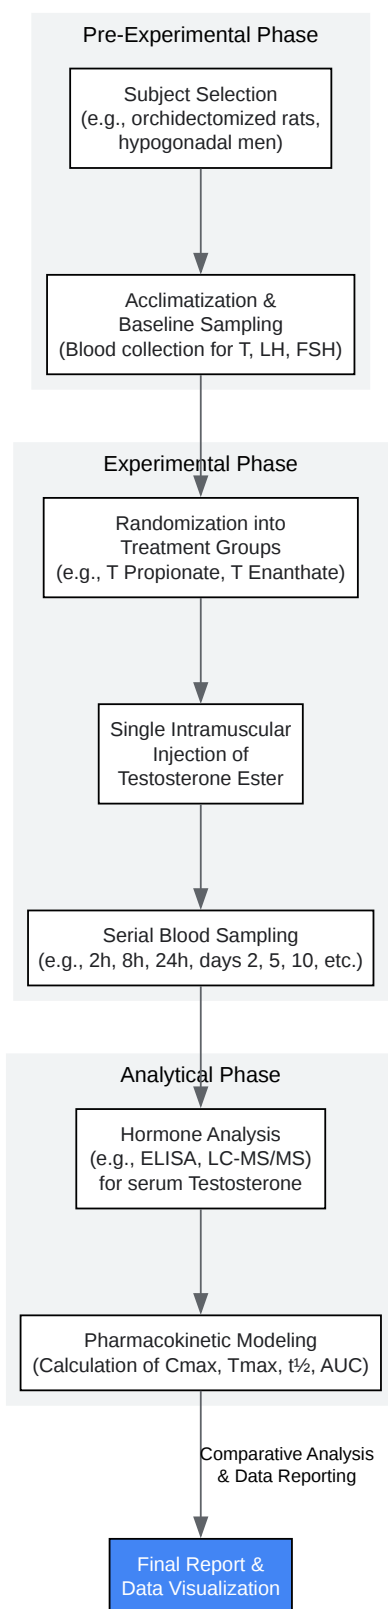 Pre-Experimental Phase
Subject Selection
(e.g., orchidectomized rats,
hypogonadal men)
Acclimatization &
Baseline Sampling
(Blood collection for T, LH, FSH)
Experimental Phase
Randomization into
Treatment Groups
(e.g., T Propionate, T Enanthate)
Single Intramuscular
Injection of
Testosterone Ester
Serial Blood Sampling
(e.g., 2h, 8h, 24h, days 2, 5, 10, etc.)
Analytical Phase
Hormone Analysis
(e.g., ELISA, LC-MS/MS)
for serum Testosterone
Pharmacokinetic Modeling
(Calculation of Cmax, Tmax, t½, AUC)
Comparative Analysis
& Data Reporting
Final Report &
Data Visualization